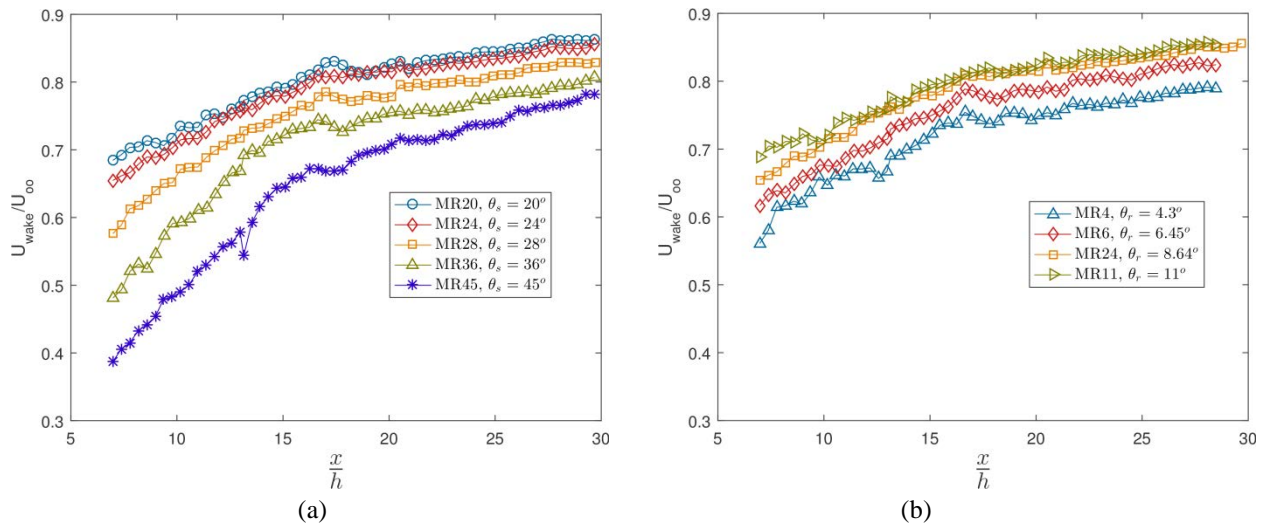 0.9
0.8
0.7
0.6
0.5
0.4
0.3
U_wake/U_oo
5 10 15 20 25 30
x/h
MR20, θ_s = 20°
MR24, θ_s = 24°
MR28, θ_s = 28°
MR36, θ_s = 36°
MR45, θ_s = 45°
(a)
0.9
0.8
0.7
0.6
0.5
0.4
0.3
U_wake/U_oo
5 10 15 20 25 30
x/h
MR4, θ_r = 4.3°
MR6, θ_r = 6.45°
MR24, θ_r = 8.64°
MR11, θ_r = 11°
(b)